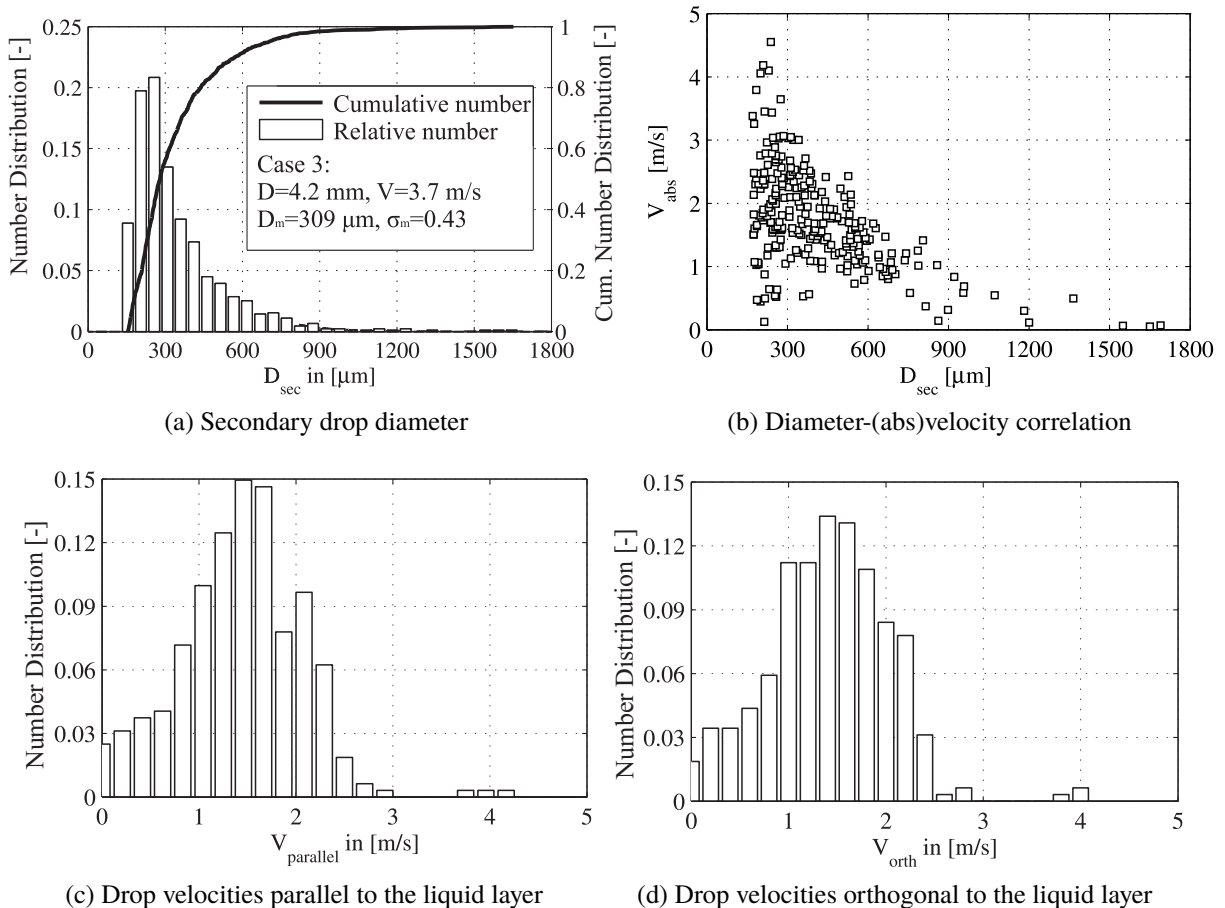 Number Distribution [-]
0.25
0.2
0.15
0.1
0.05
0
1
0.8
0.6
0.4
0.2
0
Cum. Number Distribution [-]
Cumulative number
Relative number
Case 3:
D=4.2 mm, V=3.7 m/s
Dm=309 μm, σm=0.43
0 300 600 900 1200 1500 1800
D_sec in [μm]
(a) Secondary drop diameter
V_abs [m/s]
5
4
3
2
1
0
0 300 600 900 1200 1500 1800
D_sec [μm]
(b) Diameter-(abs)velocity correlation
Number Distribution [-]
0.15
0.12
0.09
0.06
0.03
0
0 1 2 3 4 5
V_parallel in [m/s]
(c) Drop velocities parallel to the liquid layer
Number Distribution [-]
0.15
0.12
0.09
0.06
0.03
0
0 1 2 3 4 5
V_orth in [m/s]
(d) Drop velocities orthogonal to the liquid layer